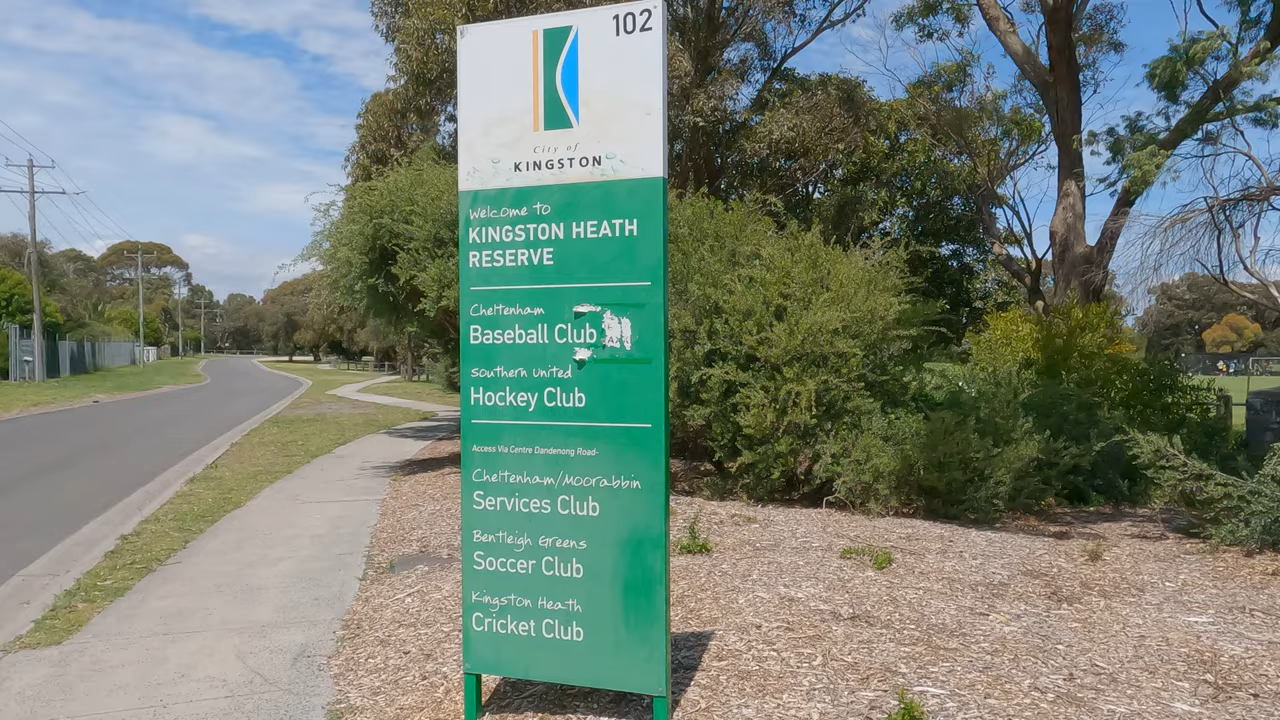 102
City of
KINGSTON
Welcome to
KINGSTON HEATH
RESERVE
Cheltenham
Baseball Club
Southern United
Hockey Club
Access Via Centre Dandenong Road-
Cheltenham/Moorabbin
Services Club
Bentleigh Greens
Soccer Club
Kingston Heath
Cricket Club